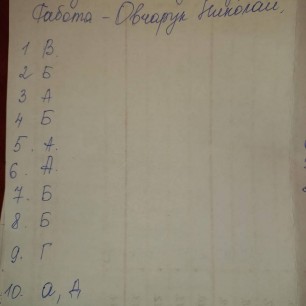 Работа - Овчарук Николай.
1 В.
2 Б
3 А
4 Б
5. А.
6. А.
7. Б
8. Б
9. Г
10. а, д